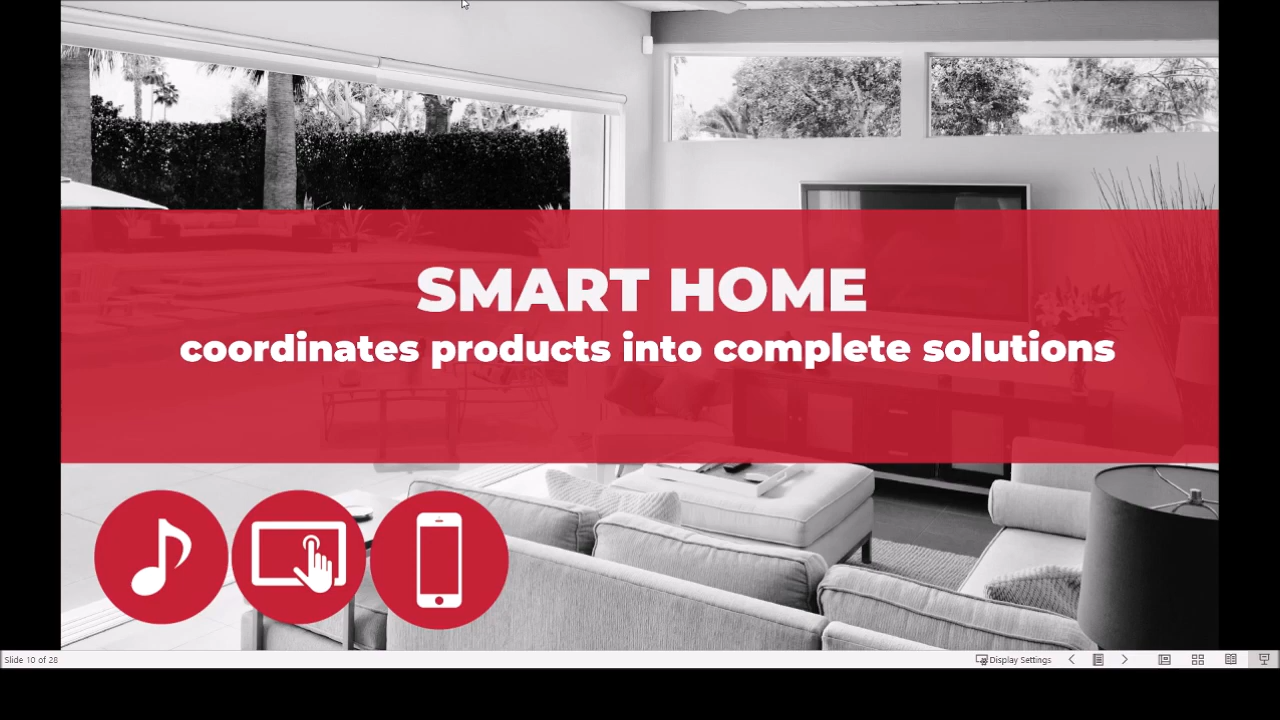 SMART HOME
coordinates products into complete solutions
Slide 10 of 28
Display Settings